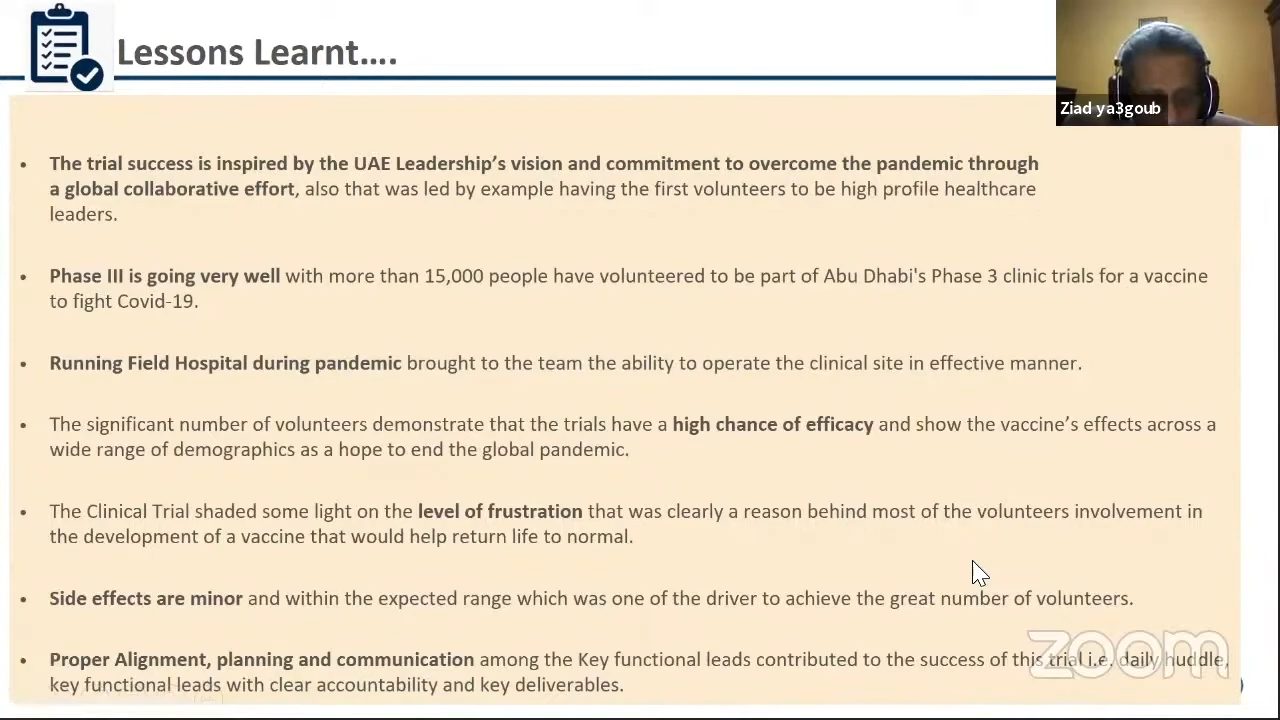 Lessons Learnt....
Ziad ya3goub
• The trial success is inspired by the UAE Leadership’s vision and commitment to overcome the pandemic through
a global collaborative effort, also that was led by example having the first volunteers to be high profile healthcare
leaders.
• Phase III is going very well with more than 15,000 people have volunteered to be part of Abu Dhabi's Phase 3 clinic trials for a vaccine
to fight Covid-19.
• Running Field Hospital during pandemic brought to the team the ability to operate the clinical site in effective manner.
• The significant number of volunteers demonstrate that the trials have a high chance of efficacy and show the vaccine’s effects across a
wide range of demographics as a hope to end the global pandemic.
• The Clinical Trial shaded some light on the level of frustration that was clearly a reason behind most of the volunteers involvement in
the development of a vaccine that would help return life to normal.
• Side effects are minor and within the expected range which was one of the driver to achieve the great number of volunteers.
• Proper Alignment, planning and communication among the Key functional leads contributed to the success of this trial i.e. daily huddle,
key functional leads with clear accountability and key deliverables.
zoom